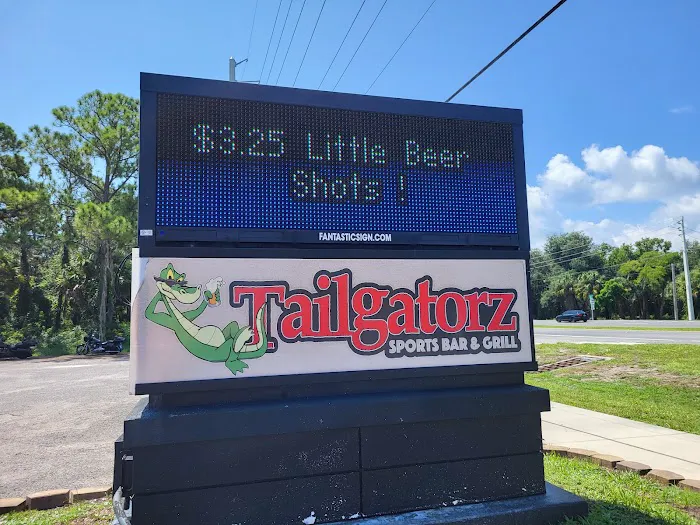 $3.25 Little Beer
Shots !
FANTASTICSIGN.COM
Tailgatorz
SPORTS BAR & GRILL